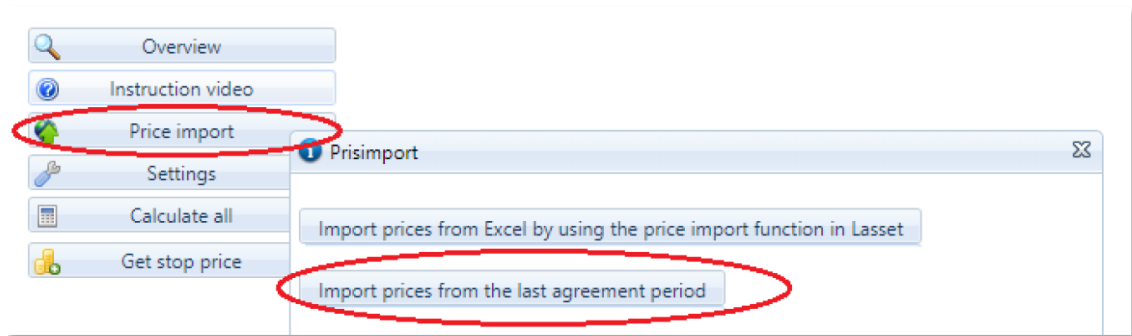 Overview
Instruction video
Price import
Prisimport
Settings
Calculate all
Import prices from Excel by using the price import function in Lasset
Get stop price
Import prices from the last agreement period